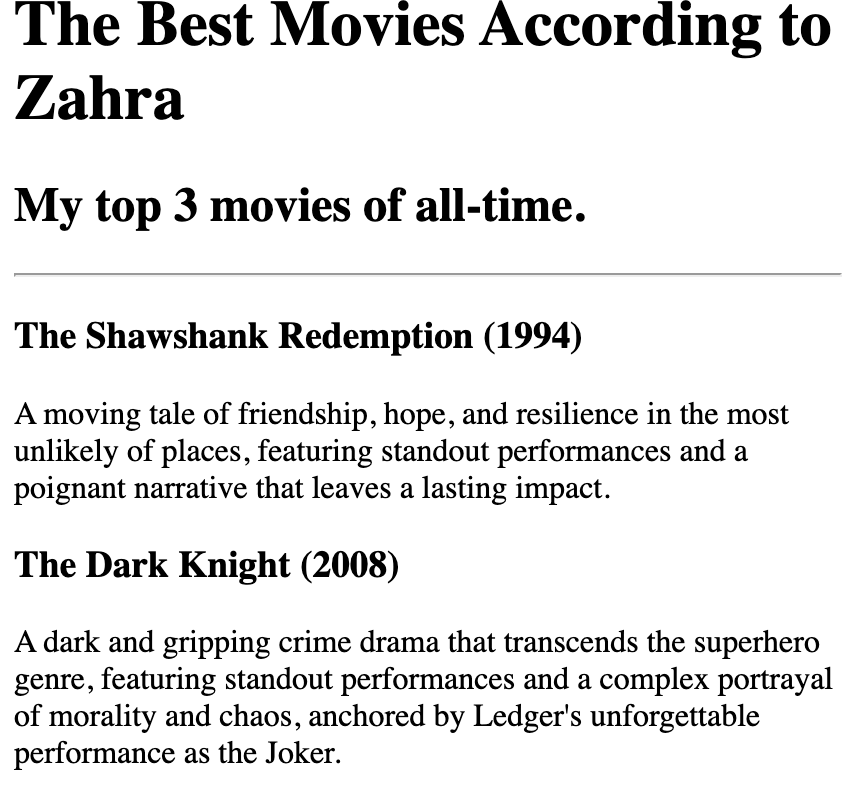 The Best Movies According to
Zahra
My top 3 movies of all-time.
The Shawshank Redemption (1994)
A moving tale of friendship, hope, and resilience in the most
unlikely of places, featuring standout performances and a
poignant narrative that leaves a lasting impact.
The Dark Knight (2008)
A dark and gripping crime drama that transcends the superhero
genre, featuring standout performances and a complex portrayal
of morality and chaos, anchored by Ledger's unforgettable
performance as the Joker.